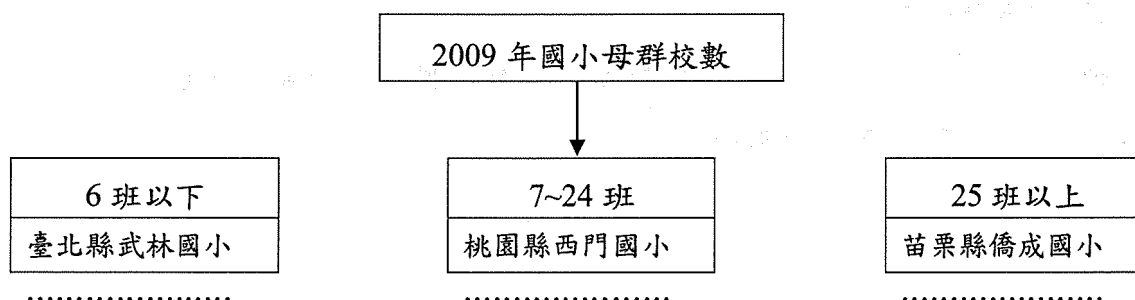 2009 年國小母群校數
6 班以下
臺北縣武林國小
7~24 班
桃園縣西門國小
25 班以上
苗栗縣僑成國小